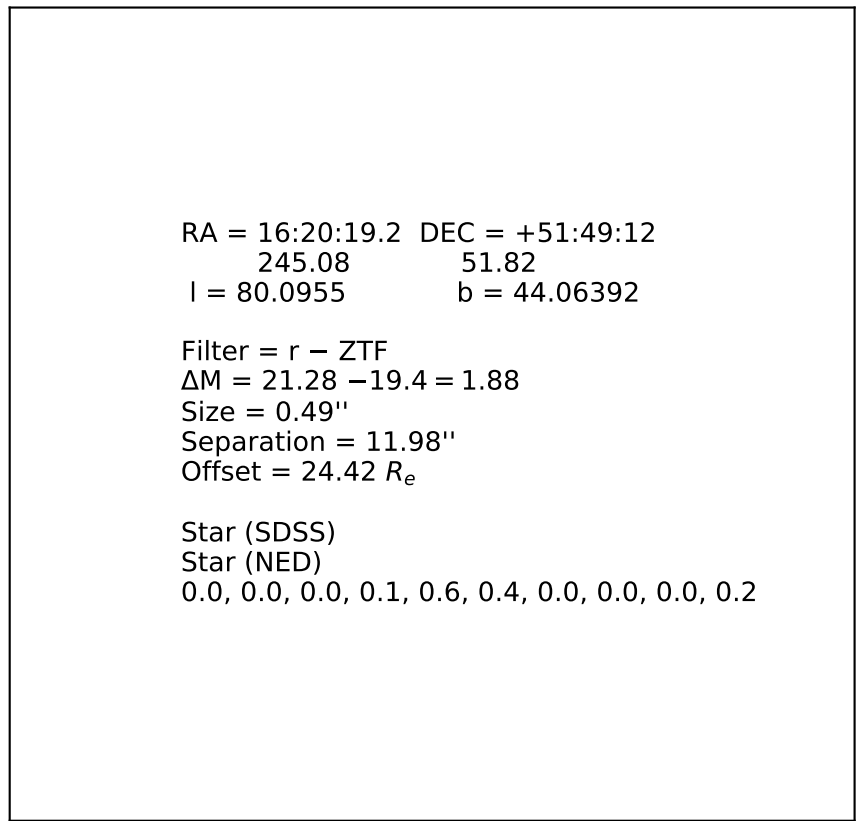 RA = 16:20:19.2  DEC = +51:49:12
245.08  51.82
l = 80.0955  b = 44.06392
Filter = r − ZTF
ΔM = 21.28 −19.4 = 1.88
Size = 0.49''
Separation = 11.98''
Offset = 24.42 Rₑ
Star (SDSS)
Star (NED)
0.0, 0.0, 0.0, 0.1, 0.6, 0.4, 0.0, 0.0, 0.0, 0.2